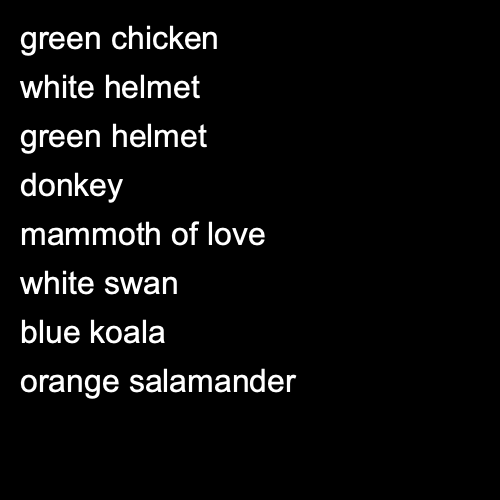 green chicken
white helmet
green helmet
donkey
mammoth of love
white swan
blue koala
orange salamander